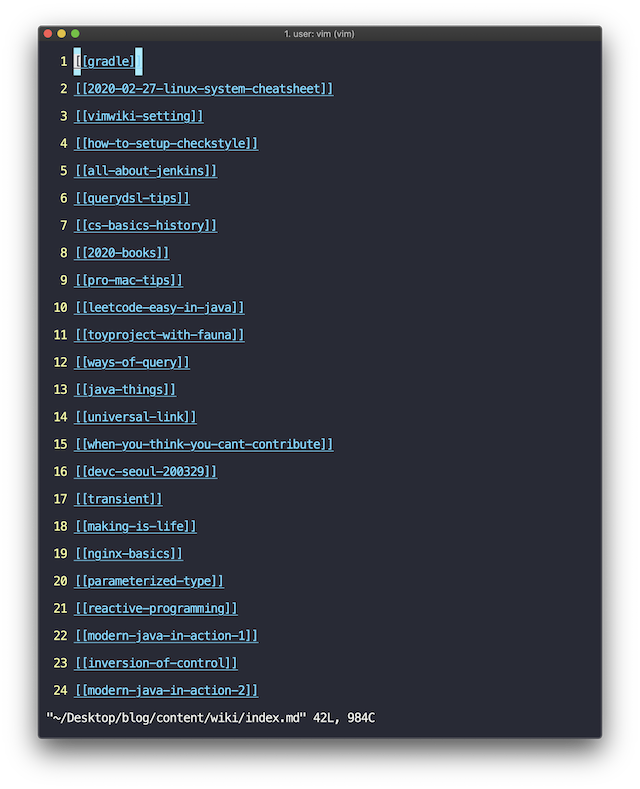 1. user: vim (vim)
1 [[gradle]]
2 [[2020-02-27-linux-system-cheatsheet]]
3 [[vimwiki-setting]]
4 [[how-to-setup-checkstyle]]
5 [[all-about-jenkins]]
6 [[querydsl-tips]]
7 [[cs-basics-history]]
8 [[2020-books]]
9 [[pro-mac-tips]]
10 [[leetcode-easy-in-java]]
11 [[toyproject-with-fauna]]
12 [[ways-of-query]]
13 [[java-things]]
14 [[universal-link]]
15 [[when-you-think-you-cant-contribute]]
16 [[devc-seoul-200329]]
17 [[transient]]
18 [[making-is-life]]
19 [[nginx-basics]]
20 [[parameterized-type]]
21 [[reactive-programming]]
22 [[modern-java-in-action-1]]
23 [[inversion-of-control]]
24 [[modern-java-in-action-2]]
"~/Desktop/blog/content/wiki/index.md" 42L, 984C